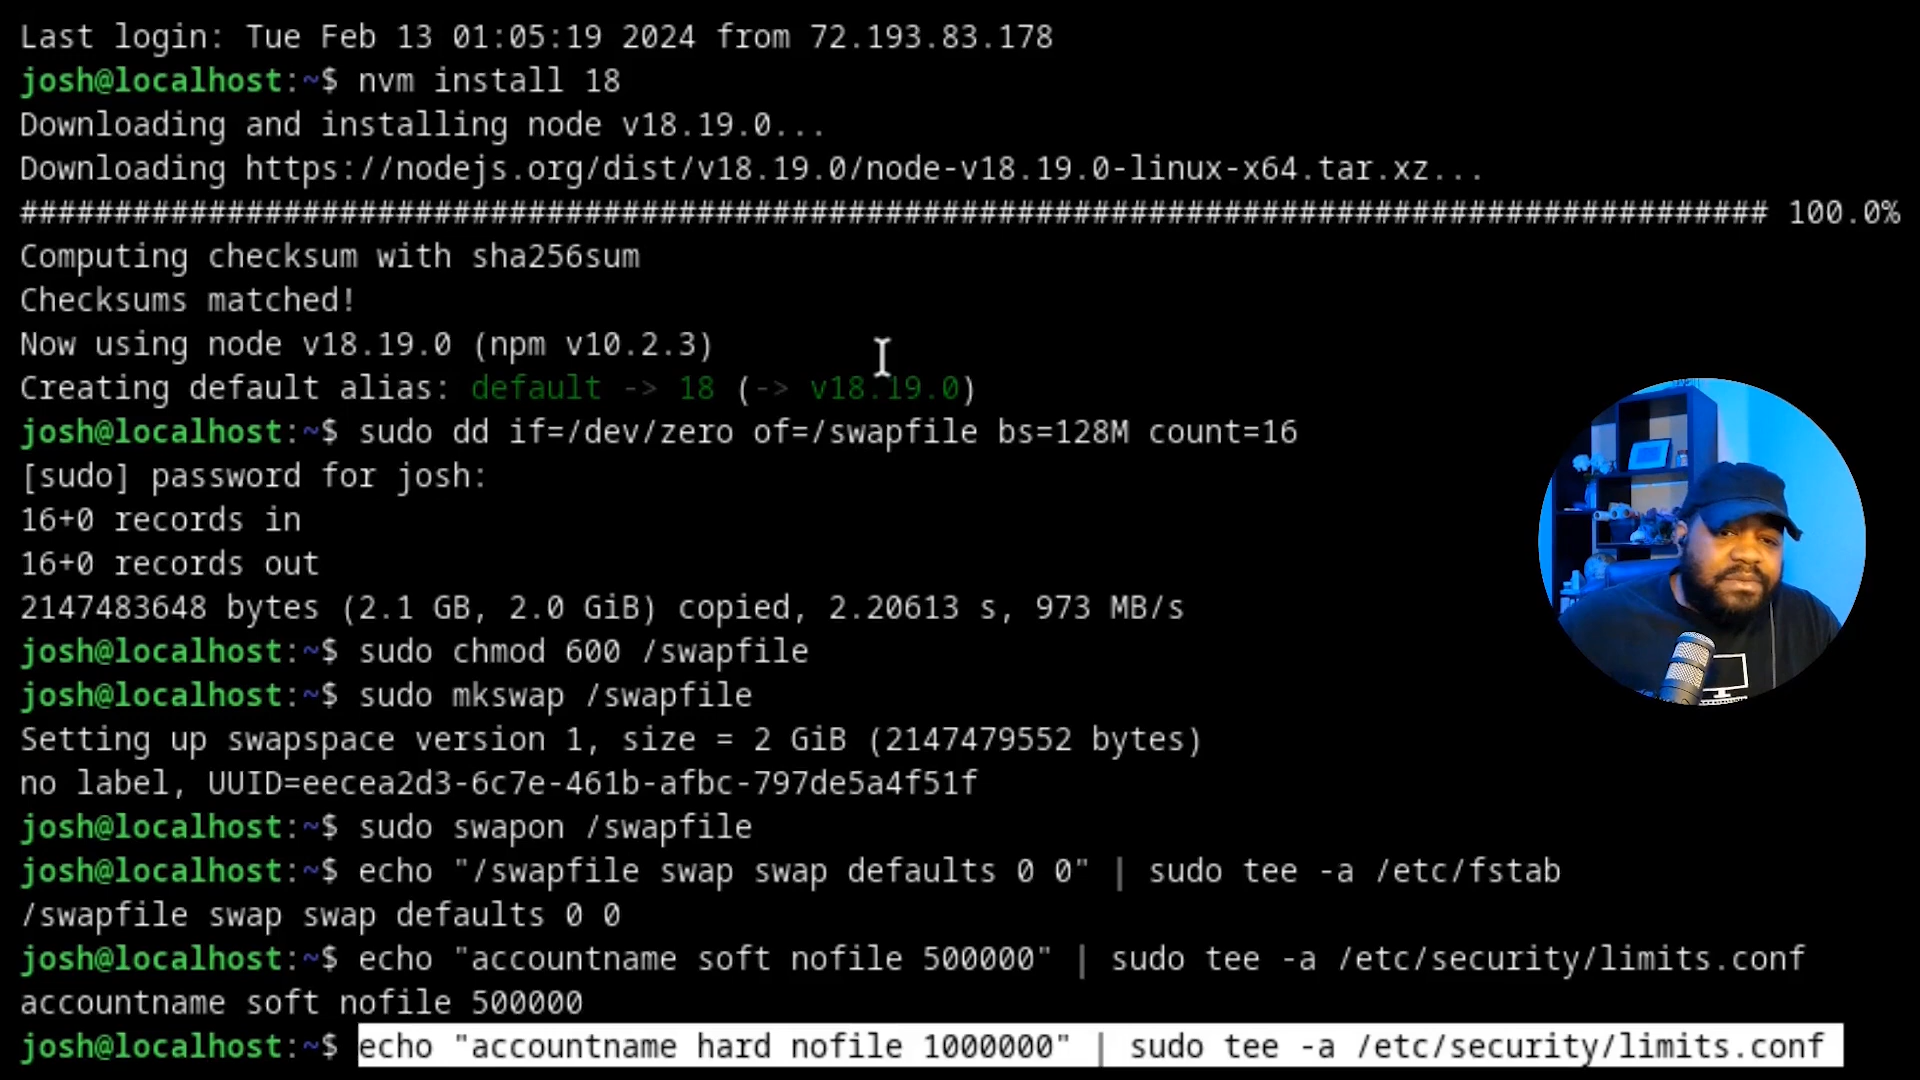 Last login: Tue Feb 13 01:05:19 2024 from 72.193.83.178
josh@localhost:~$ nvm install 18
Downloading and installing node v18.19.0...
Downloading https://nodejs.org/dist/v18.19.0/node-v18.19.0-linux-x64.tar.xz...
############################################################################################# 100.0%
Computing checksum with sha256sum
Checksums matched!
Now using node v18.19.0 (npm v10.2.3)
Creating default alias: default -> 18 (-> v18.19.0)
josh@localhost:~$ sudo dd if=/dev/zero of=/swapfile bs=128M count=16
[sudo] password for josh:
16+0 records in
16+0 records out
2147483648 bytes (2.1 GB, 2.0 GiB) copied, 2.20613 s, 973 MB/s
josh@localhost:~$ sudo chmod 600 /swapfile
josh@localhost:~$ sudo mkswap /swapfile
Setting up swapspace version 1, size = 2 GiB (2147479552 bytes)
no label, UUID=eecea2d3-6c7e-461b-afbc-797de5a4f51f
josh@localhost:~$ sudo swapon /swapfile
josh@localhost:~$ echo "/swapfile swap swap defaults 0 0" | sudo tee -a /etc/fstab
/swapfile swap swap defaults 0 0
josh@localhost:~$ echo "accountname soft nofile 500000" | sudo tee -a /etc/security/limits.conf
accountname soft nofile 500000
josh@localhost:~$ echo "accountname hard nofile 1000000" | sudo tee -a /etc/security/limits.conf